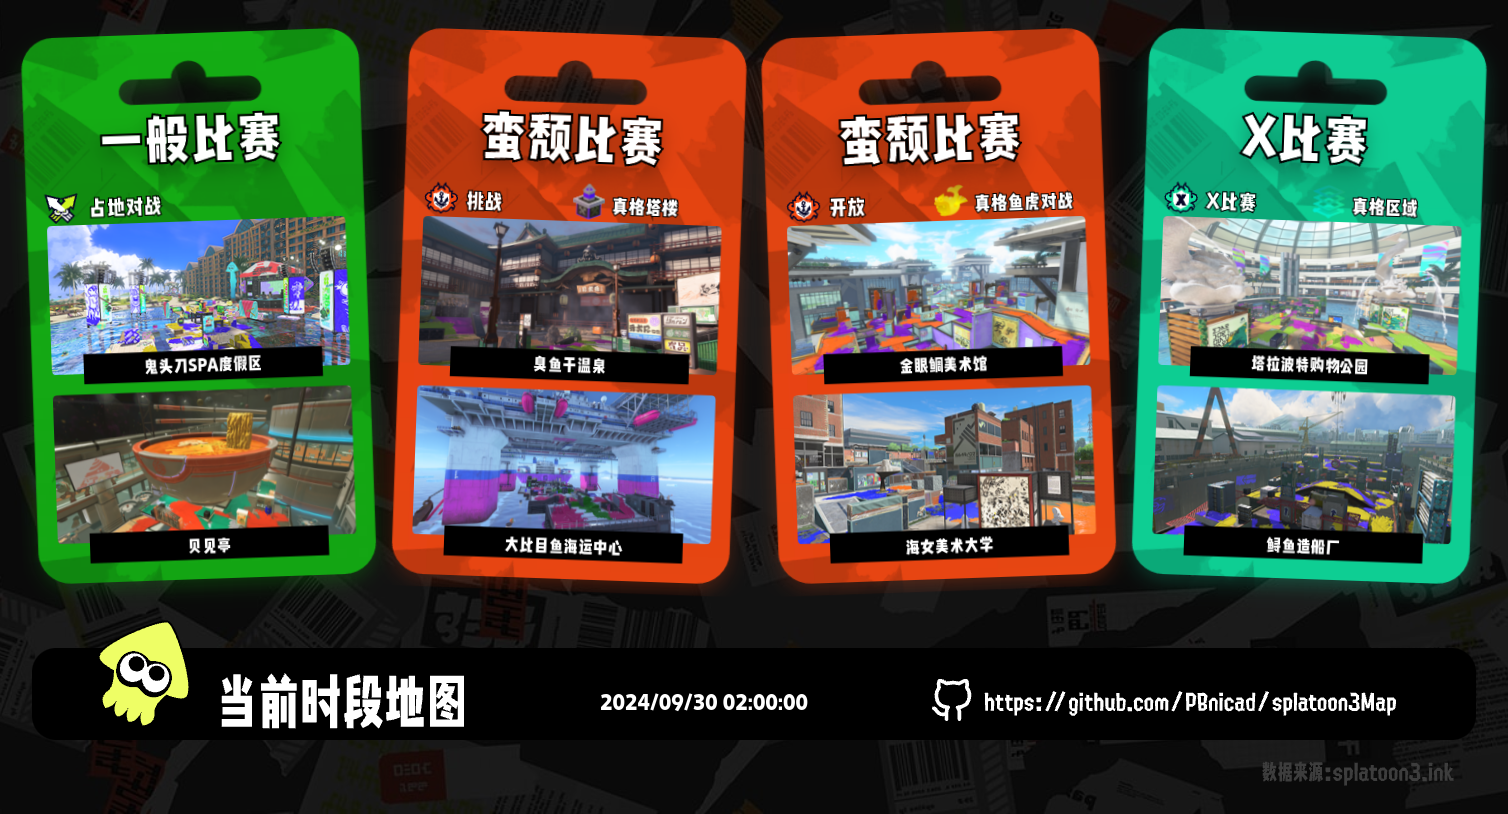 一般比赛
占地对战
鬼头刀SPA度假区
贝见亭
蛮颓比赛
挑战 真格塔楼
臭鱼干温泉
大比目鱼海运中心
蛮颓比赛
开放 真格鱼虎对战
金眼鲷美术馆
海女美术大学
X比赛
X比赛 真格区域
塔拉波特购物公园
鲟鱼造船厂
当前时段地图
2024/09/30 02:00:00
https://github.com/PBnicad/splatoon3Map
数据来源:splatoon3.ink